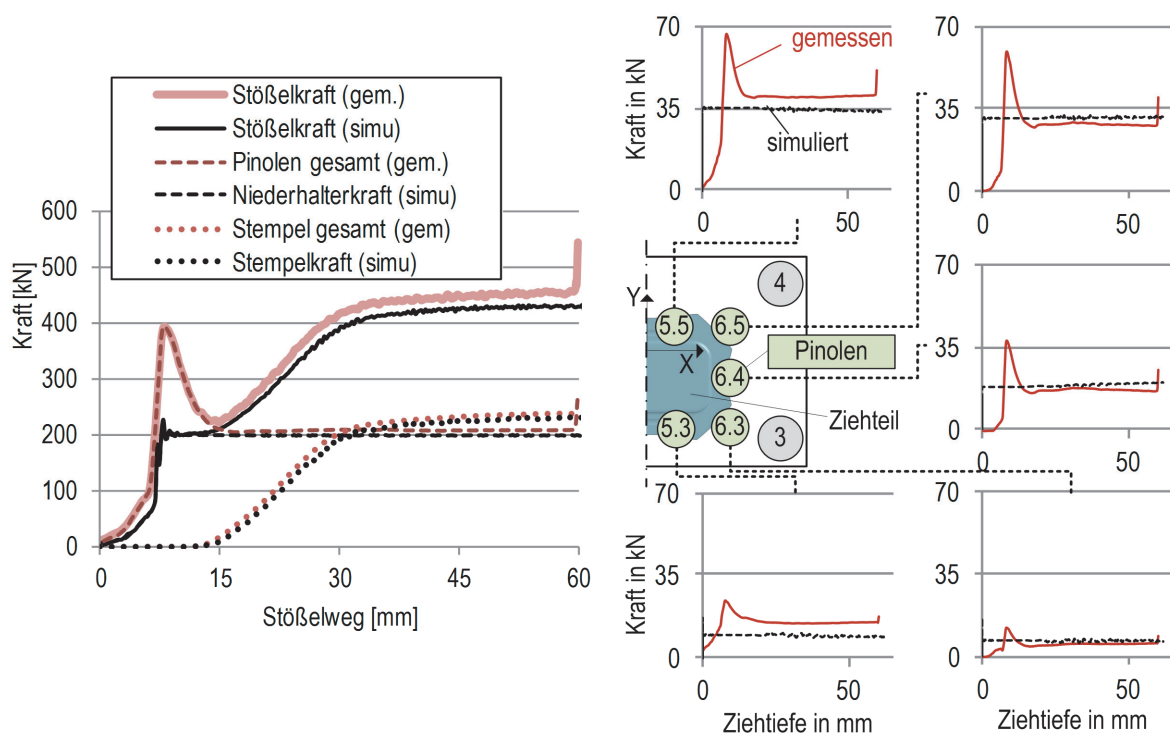 Stößelkraft (gem.)
Stößelkraft (simu)
Pinolen gesamt (gem.)
Niederhalterkraft (simu)
Stempel gesamt (gem)
Stempelkraft (simu)
Kraft [kN]
600
500
400
300
200
100
0
0 15 30 45 60
Stößelweg [mm]
Kraft in kN
70
35
0
0 50
gemessen
simuliert
70
35
0
0 50
Y
X
4
5.5
6.5
6.4
5.3
6.3
3
Pinolen
Ziehteil
70
35
0
0 50
Kraft in kN
70
35
0
0 50
Ziehtiefe in mm
70
35
0
0 50
Ziehtiefe in mm